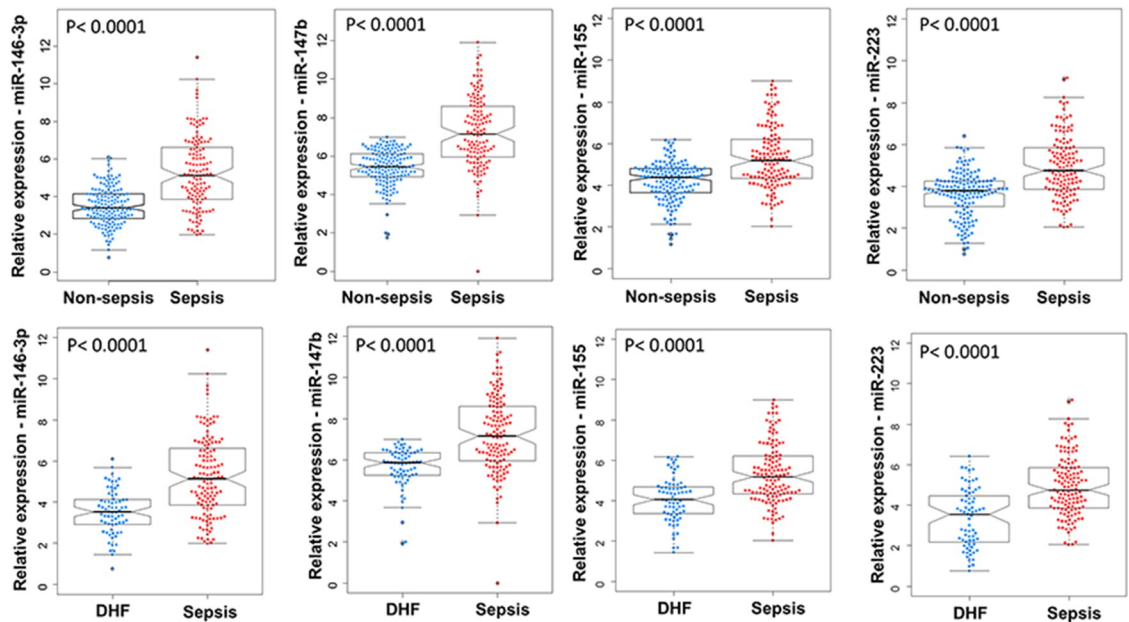 Relative expression - miR-146-3p
P< 0.0001
12
10
8
6
4
2
0
Non-sepsis
Sepsis
Relative expression - miR-147b
P< 0.0001
12
10
8
6
4
2
0
Non-sepsis
Sepsis
Relative expression - miR-155
P< 0.0001
12
10
8
6
4
2
0
Non-sepsis
Sepsis
Relative expression - miR-223
P< 0.0001
12
10
8
6
4
2
0
Non-sepsis
Sepsis
Relative expression - miR-146-3p
P< 0.0001
12
10
8
6
4
2
0
DHF
Sepsis
Relative expression - miR-147b
P< 0.0001
12
10
8
6
4
2
0
DHF
Sepsis
Relative expression - miR-155
P< 0.0001
12
10
8
6
4
2
0
DHF
Sepsis
Relative expression - miR-223
P< 0.0001
12
10
8
6
4
2
0
DHF
Sepsis